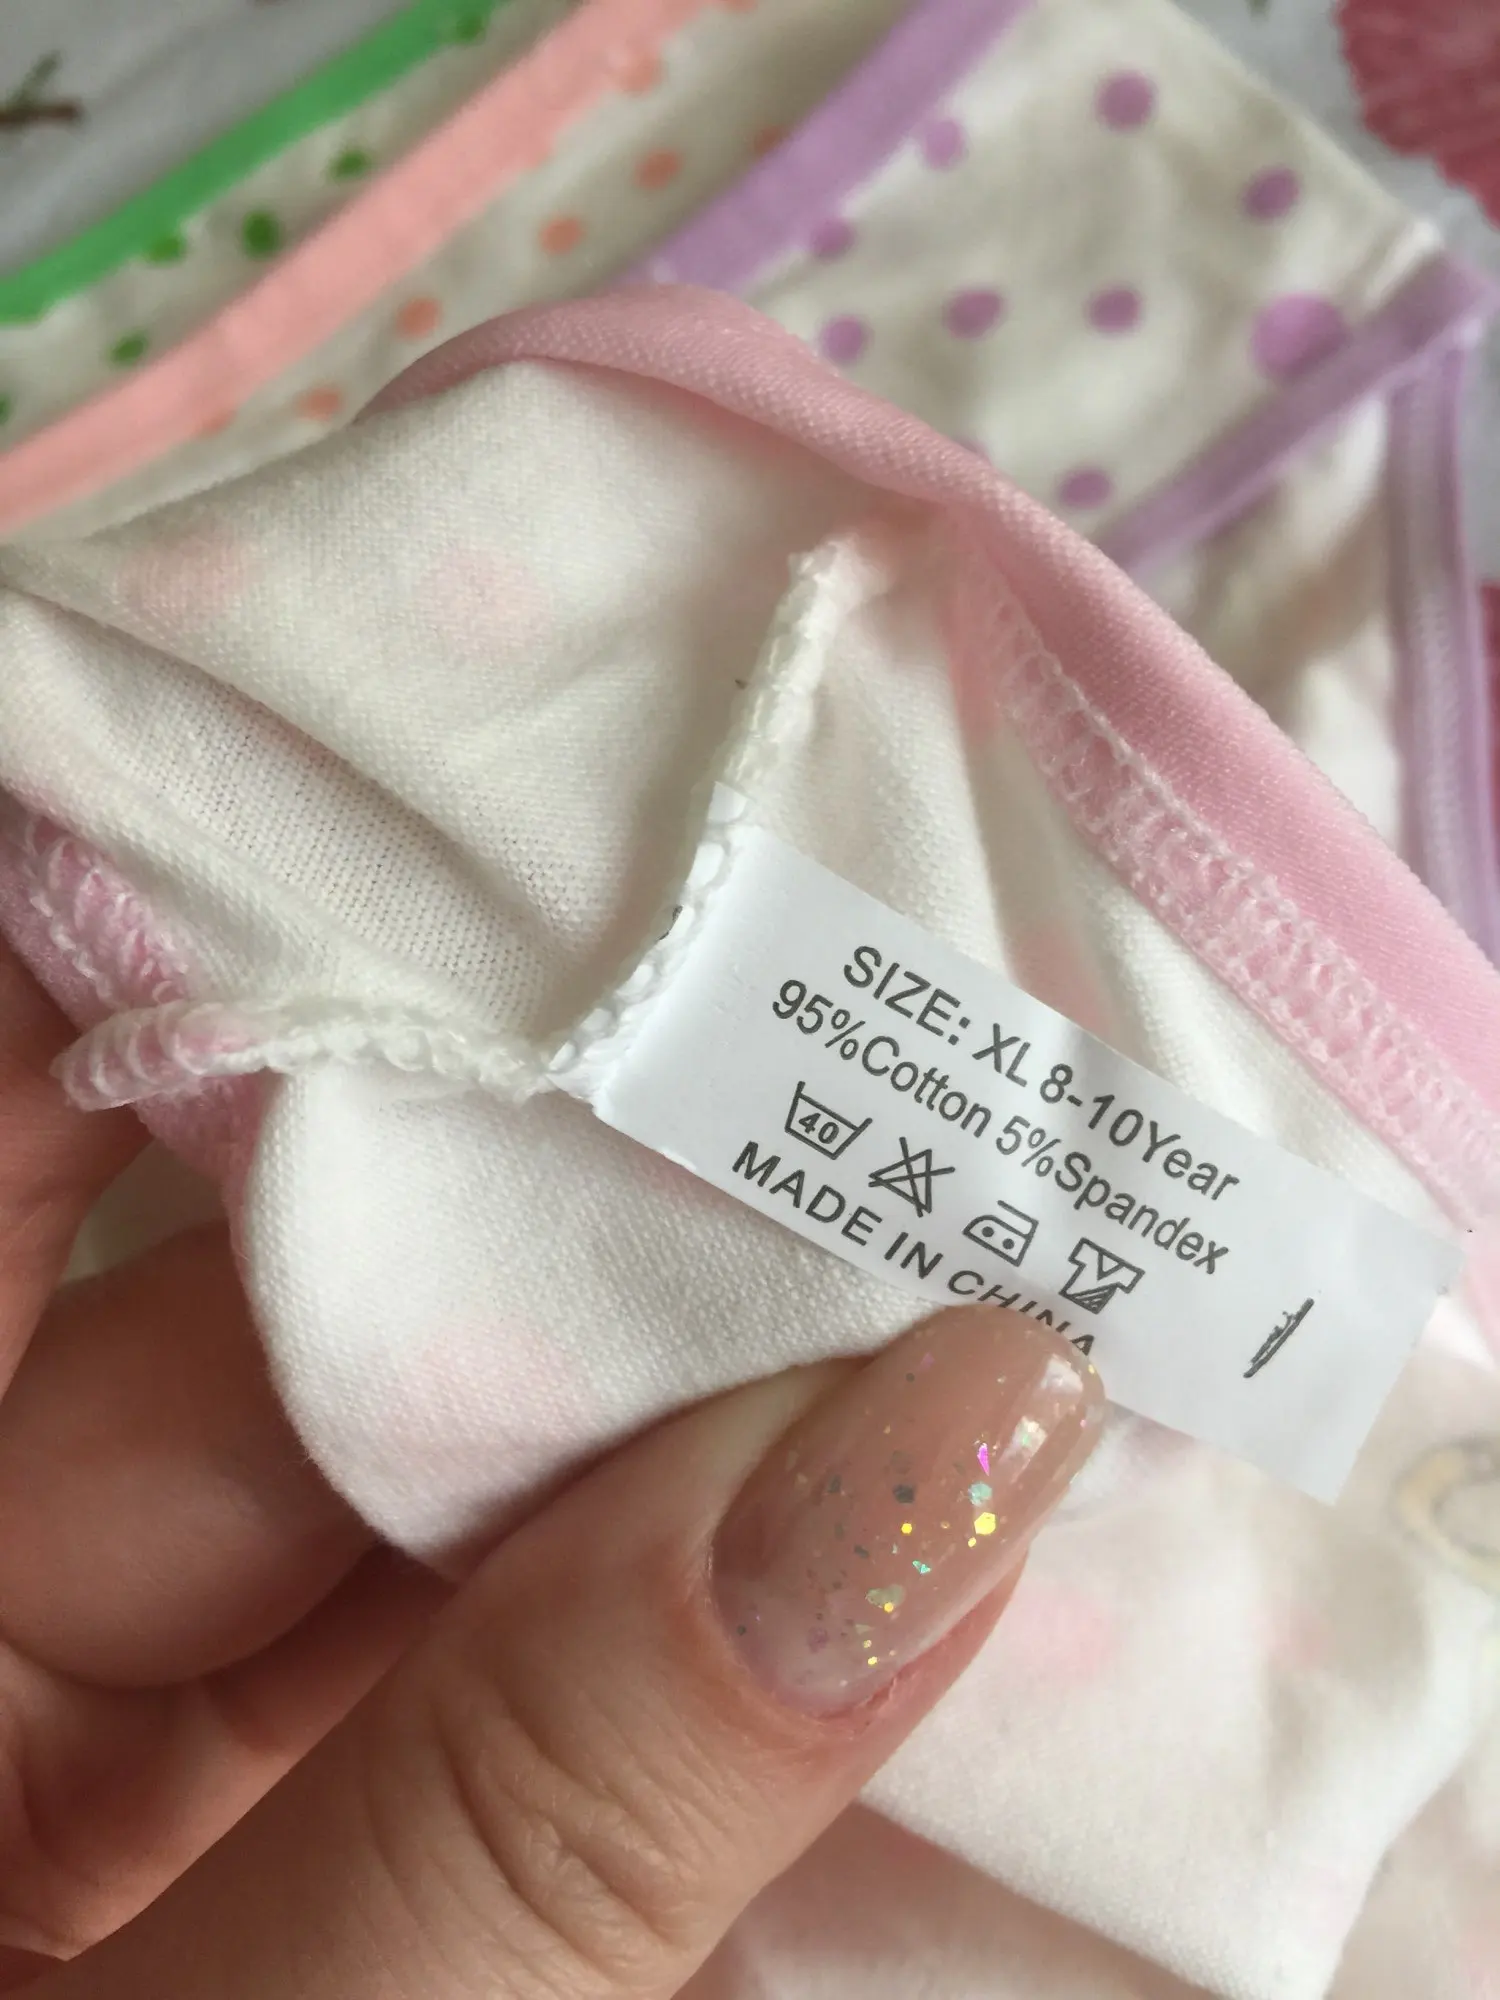 SIZE: XL 8-10Year
95%Cotton 5%Spandex
40
MADE IN CHINA